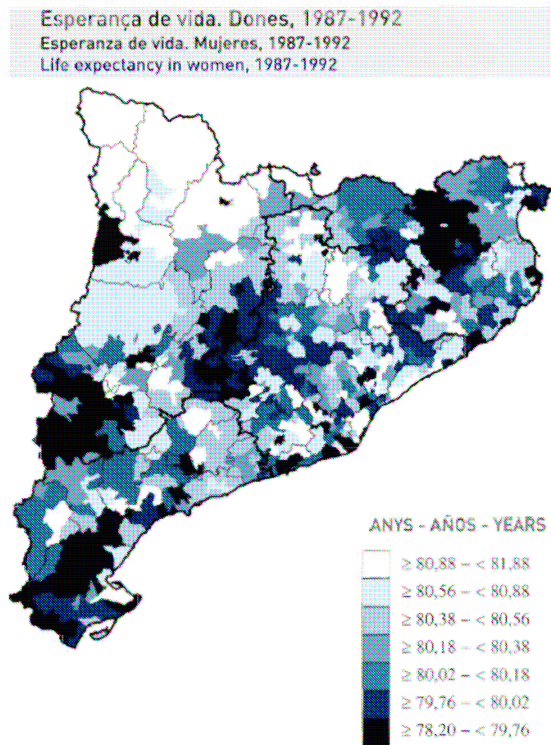 Esperança de vida. Dones, 1987-1992
Esperanza de vida. Mujeres, 1987-1992
Life expectancy in women, 1987-1992
ANYS - AÑOS - YEARS
≥ 80,88 – < 81,88
≥ 80,56 – < 80,88
≥ 80,38 – < 80,56
≥ 80,18 – < 80,38
≥ 80,02 – < 80,18
≥ 79,76 – < 80,02
≥ 78,20 – < 79,76